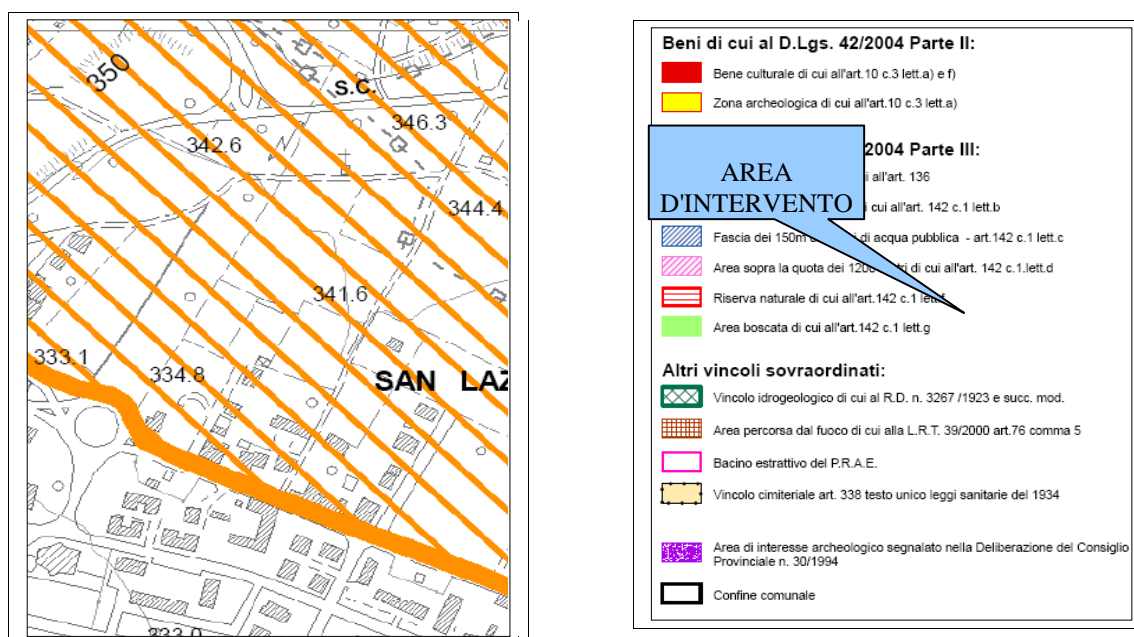 350
S.C.
346.3
342.6
344.4
341.6
333.1
334.8
SAN LAZ
333.0
Beni di cui al D.Lgs. 42/2004 Parte II:
Bene culturale di cui all'art.10 c.3 lett.a) e f)
Zona archeologica di cui all'art.10 c.3 lett.a)
2004 Parte III:
all'art. 136
di cui all'art. 142 c.1 lett.b
Fascia dei 150m di acqua pubblica - art.142 c.1 lett.c
Area sopra la quota dei di cui all'art. 142 c.1.lett.d
Riserva naturale di cui all'art.142 c.1
Area boscata di cui all'art.142 c.1 lett.g
AREA
D'INTERVENTO
Altri vincoli sovraordinati:
Vincolo idrogeologico di cui al R.D. n. 3267 /1923 e succ. mod.
Area percorsa dal fuoco di cui alla L.R.T. 39/2000 art.76 comma 5
Bacino estrattivo del P.R.A.E.
Vincolo cimiteriale art. 338 testo unico leggi sanitarie del 1934
Area di interesse archeologico segnalato nella Deliberazione del Consiglio
Provinciale n. 30/1994
Confine comunale